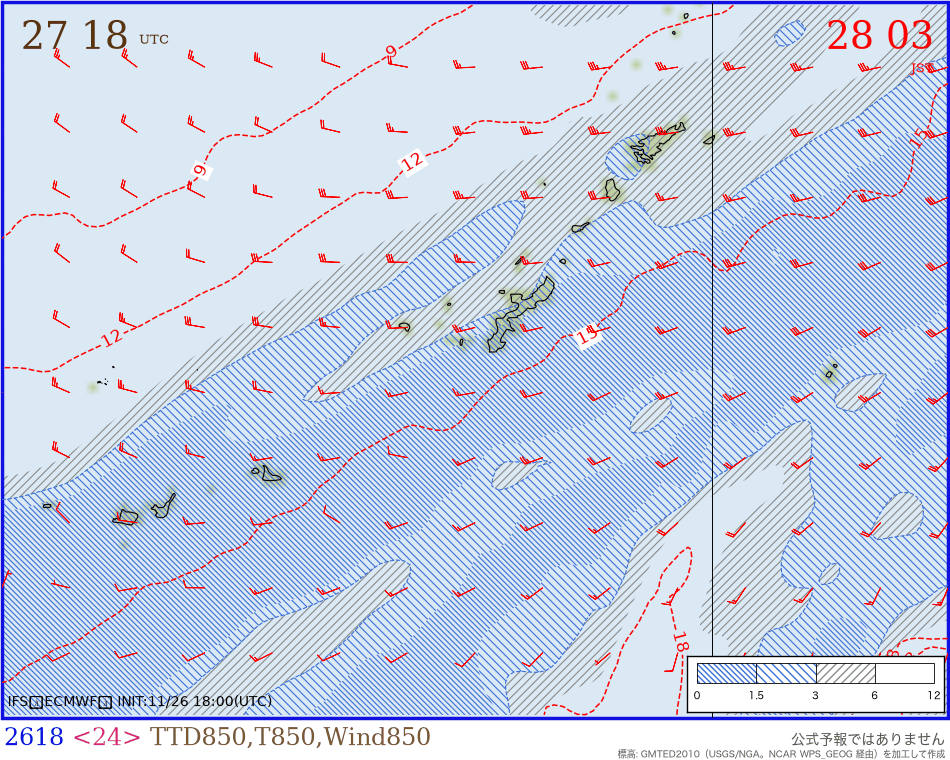 27 18 UTC
28 03
JST
9
9
12
12
15
15
18
0 1.5 3 6 12
IFS ECMWF INIT:11/26 18:00(UTC)
2618 <24> TTD850,T850,Wind850
公式予報ではありません
標高: GMTED2010（USGS/NGA。NCAR WPS_GEOG 経由）を加工して作成